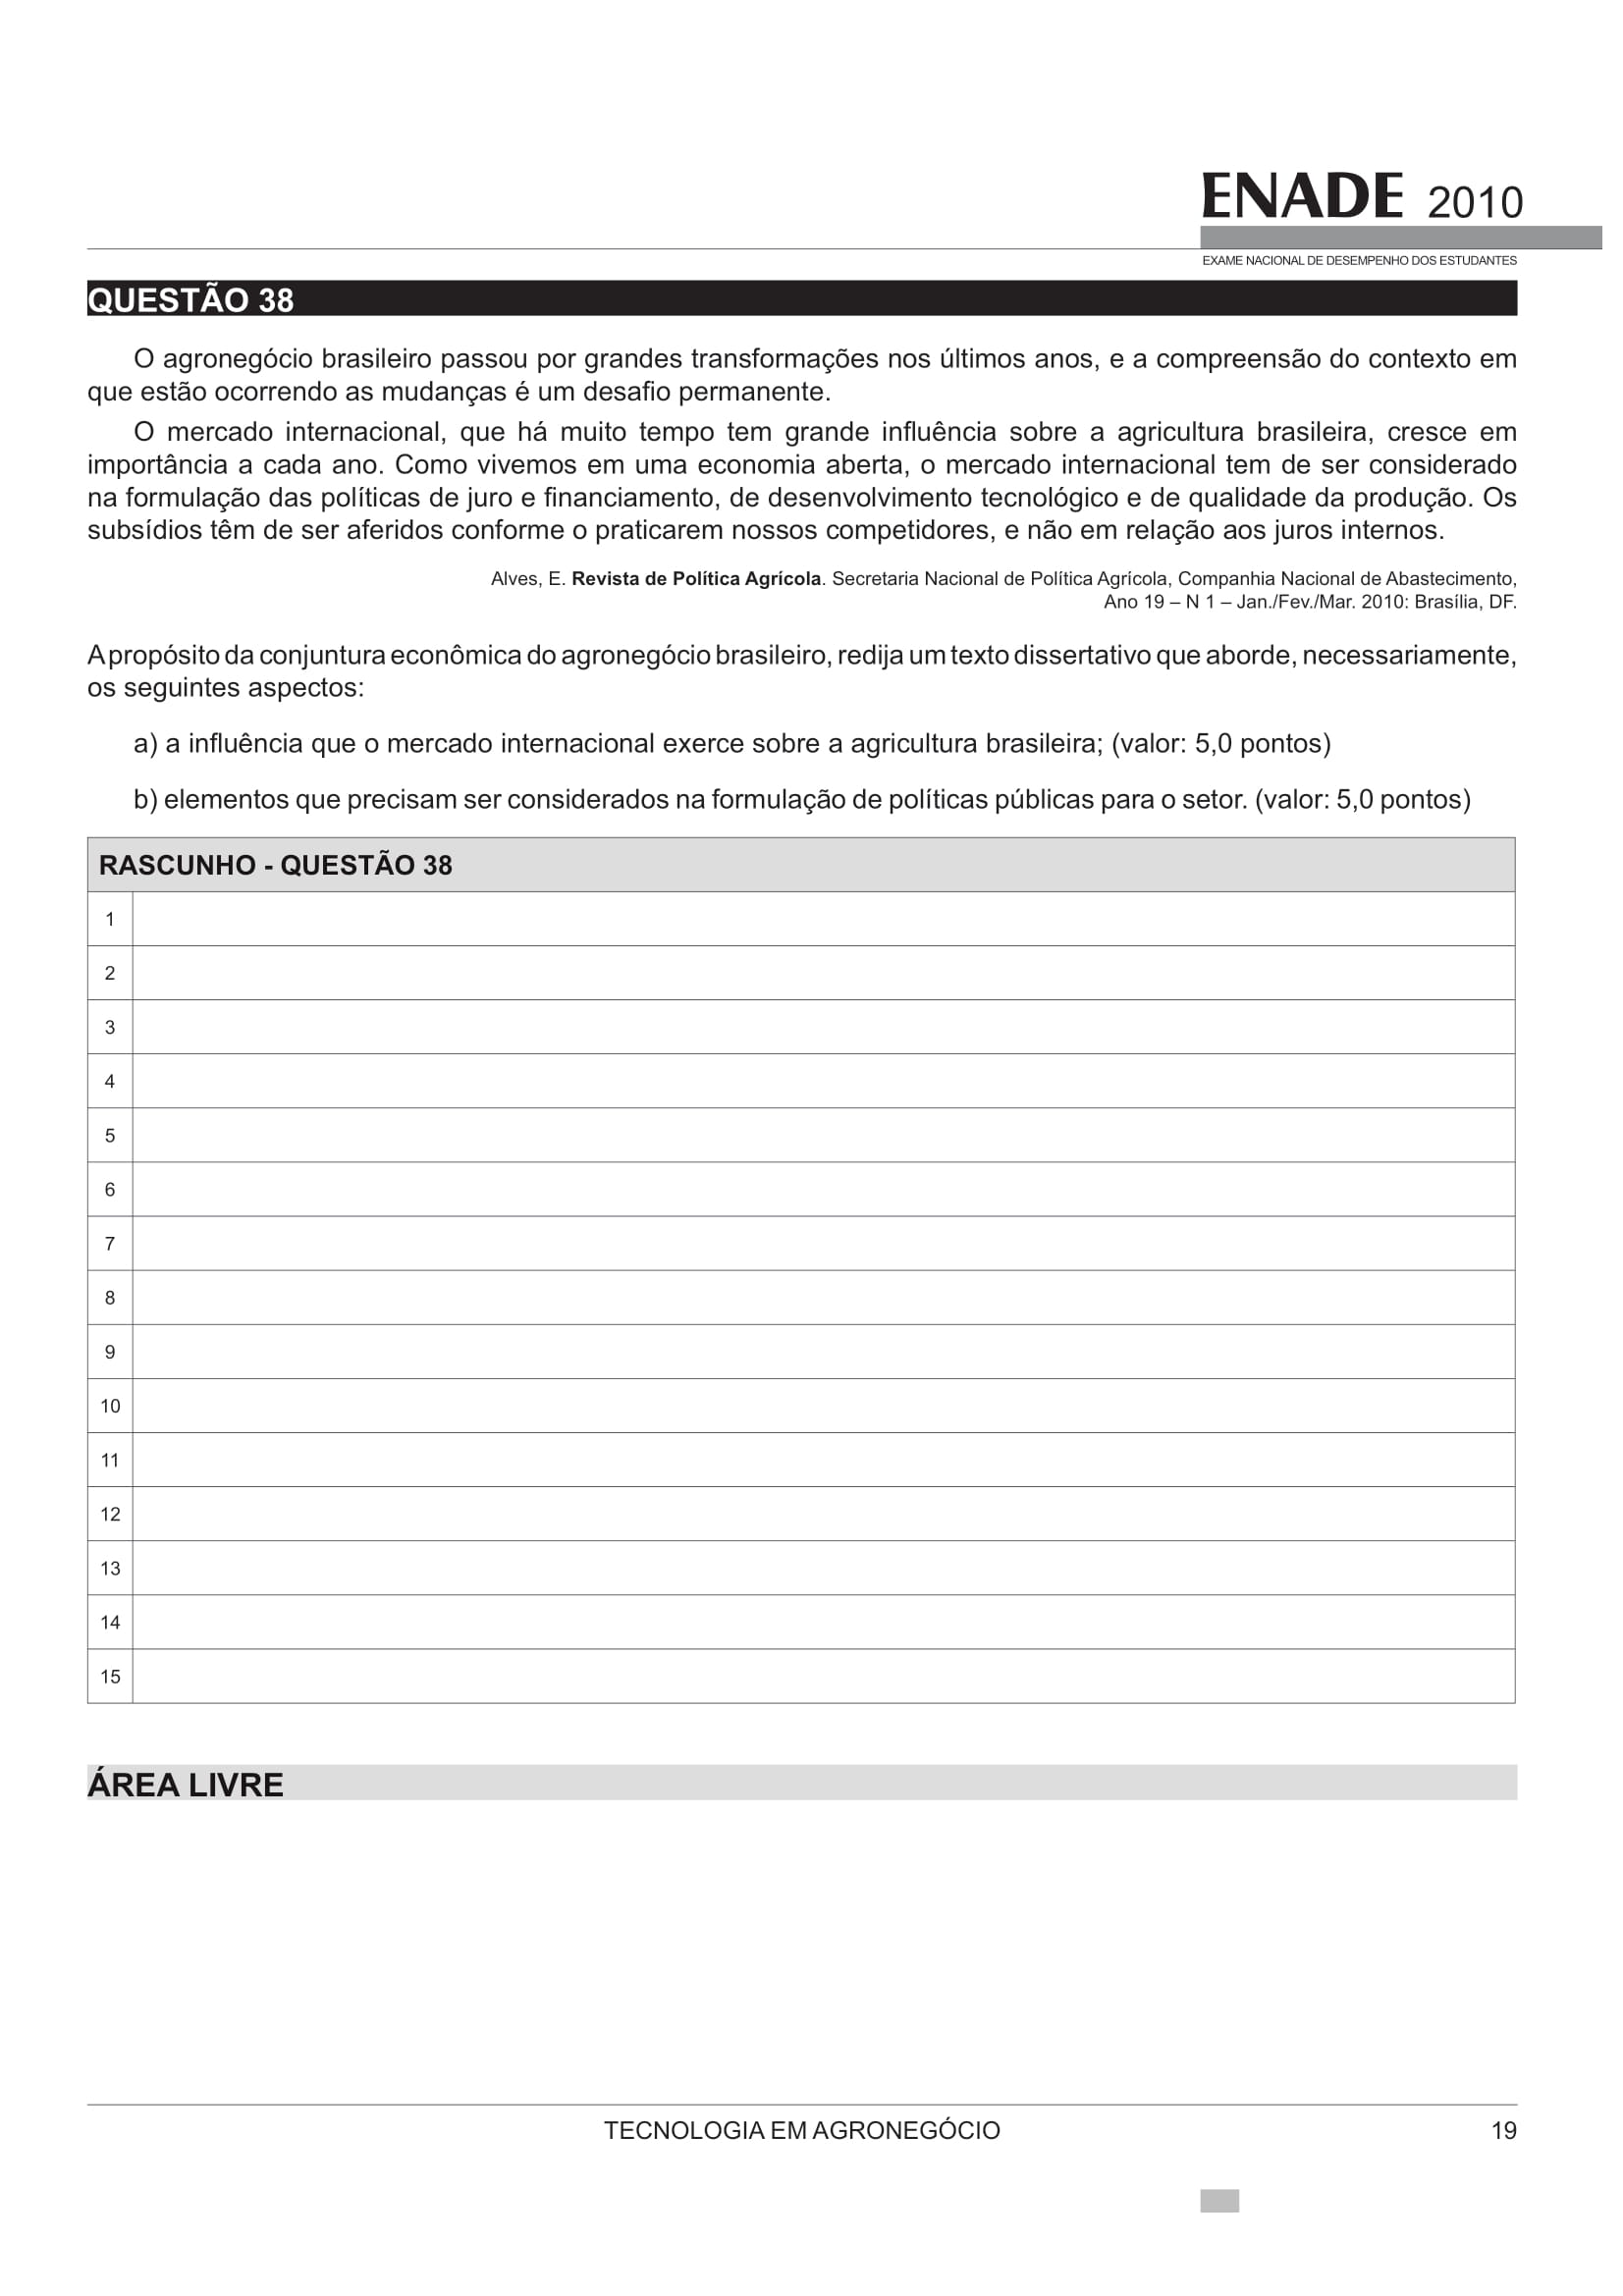 ENADE 2010
EXAME NACIONAL DE DESEMPENHO DOS ESTUDANTES
QUESTÃO 38
O agronegócio brasileiro passou por grandes transformações nos últimos anos, e a compreensão do contexto em
que estão ocorrendo as mudanças é um desafio permanente.
O mercado internacional, que há muito tempo tem grande influência sobre a agricultura brasileira, cresce em
importância a cada ano. Como vivemos em uma economia aberta, o mercado internacional tem de ser considerado
na formulação das políticas de juro e financiamento, de desenvolvimento tecnológico e de qualidade da produção. Os
subsídios têm de ser aferidos conforme o praticarem nossos competidores, e não em relação aos juros internos.
Alves, E. Revista de Política Agrícola. Secretaria Nacional de Política Agrícola, Companhia Nacional de Abastecimento,
Ano 19 – N 1 – Jan./Fev./Mar. 2010: Brasília, DF.
A propósito da conjuntura econômica do agronegócio brasileiro, redija um texto dissertativo que aborde, necessariamente,
os seguintes aspectos:
a) a influência que o mercado internacional exerce sobre a agricultura brasileira; (valor: 5,0 pontos)
b) elementos que precisam ser considerados na formulação de políticas públicas para o setor. (valor: 5,0 pontos)
RASCUNHO - QUESTÃO 38
1
2
3
4
5
6
7
8
9
10
11
12
13
14
15
ÁREA LIVRE
TECNOLOGIA EM AGRONEGÓCIO 19